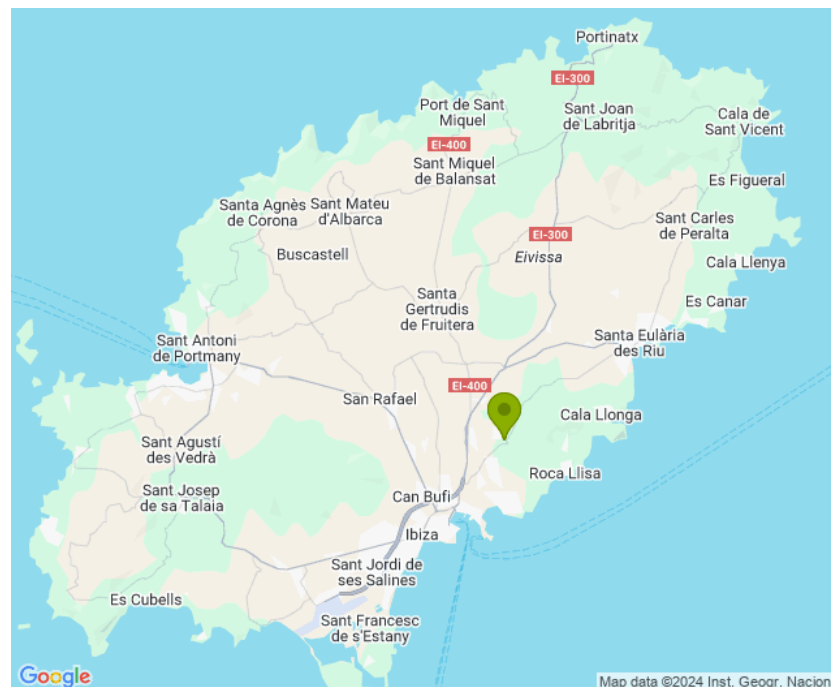 Portinatx
EI-300
Port de Sant
Miquel
Sant Joan
de Labritja
Cala de
Sant Vicent
EI-400
Sant Miquel
de Balansat
Es Figueral
Santa Agnès
de Corona
Sant Mateu
d'Albarca
Sant Carles
de Peralta
EI-300
Buscastell
Eivissa
Cala Llenya
Santa
Gertrudis
de Fruitera
Es Canar
Sant Antoni
de Portmany
Santa Eulària
des Riu
EI-400
San Rafael
Cala Llonga
Sant Agustí
des Vedrà
Roca Llisa
Sant Josep
de sa Talaia
Can Bufi
Ibiza
Sant Jordi de
ses Salines
Es Cubells
Sant Francesc
de s'Estany
Google
Map data ©2024 Inst. Geogr. Nacion